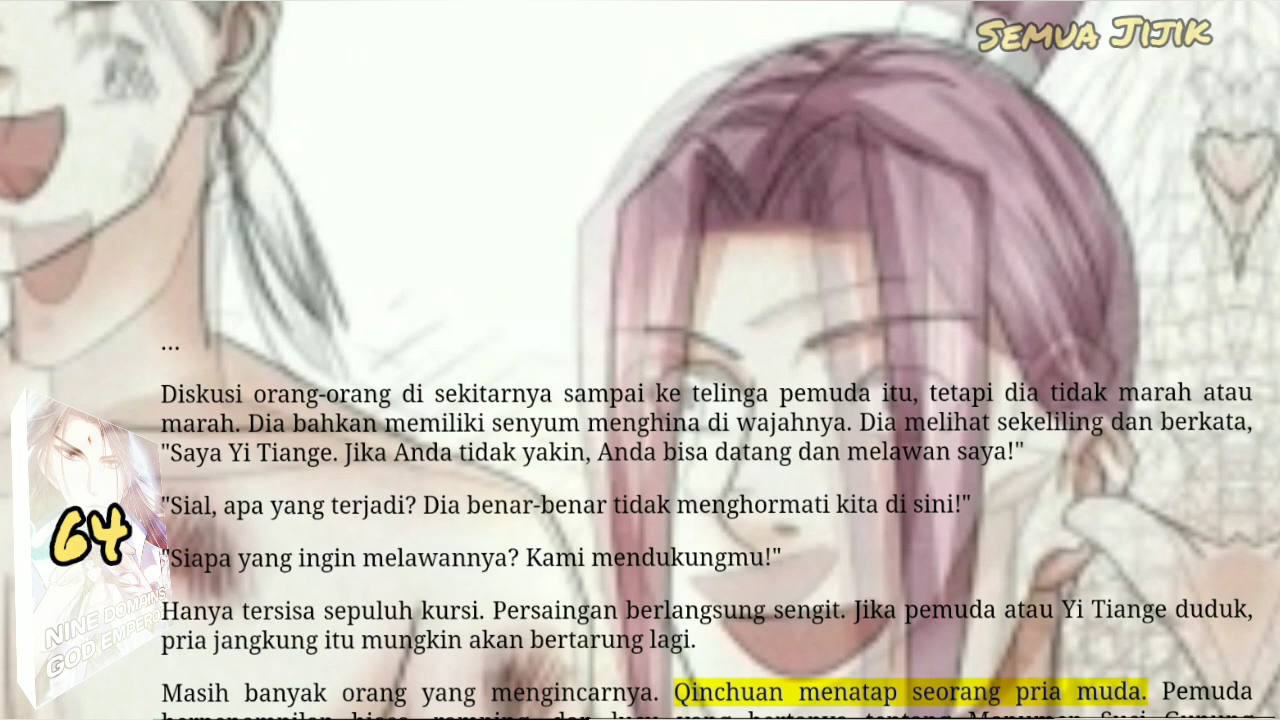 Semua Jijik
...
Diskusi orang-orang di sekitarnya sampai ke telinga pemuda itu, tetapi dia tidak marah atau
marah. Dia bahkan memiliki senyum menghina di wajahnya. Dia melihat sekeliling dan berkata,
"Saya Yi Tiange. Jika Anda tidak yakin, Anda bisa datang dan melawan saya!"
"Sial, apa yang terjadi? Dia benar-benar tidak menghormati kita di sini!"
64
"Siapa yang ingin melawannya? Kami mendukungmu!"
NINE DOMAINS
GOD EMPEROR
Hanya tersisa sepuluh kursi. Persaingan berlangsung sengit. Jika pemuda atau Yi Tiange duduk,
pria jangkung itu mungkin akan bertarung lagi.
Masih banyak orang yang mengincarnya. Qinchuan menatap seorang pria muda. Pemuda